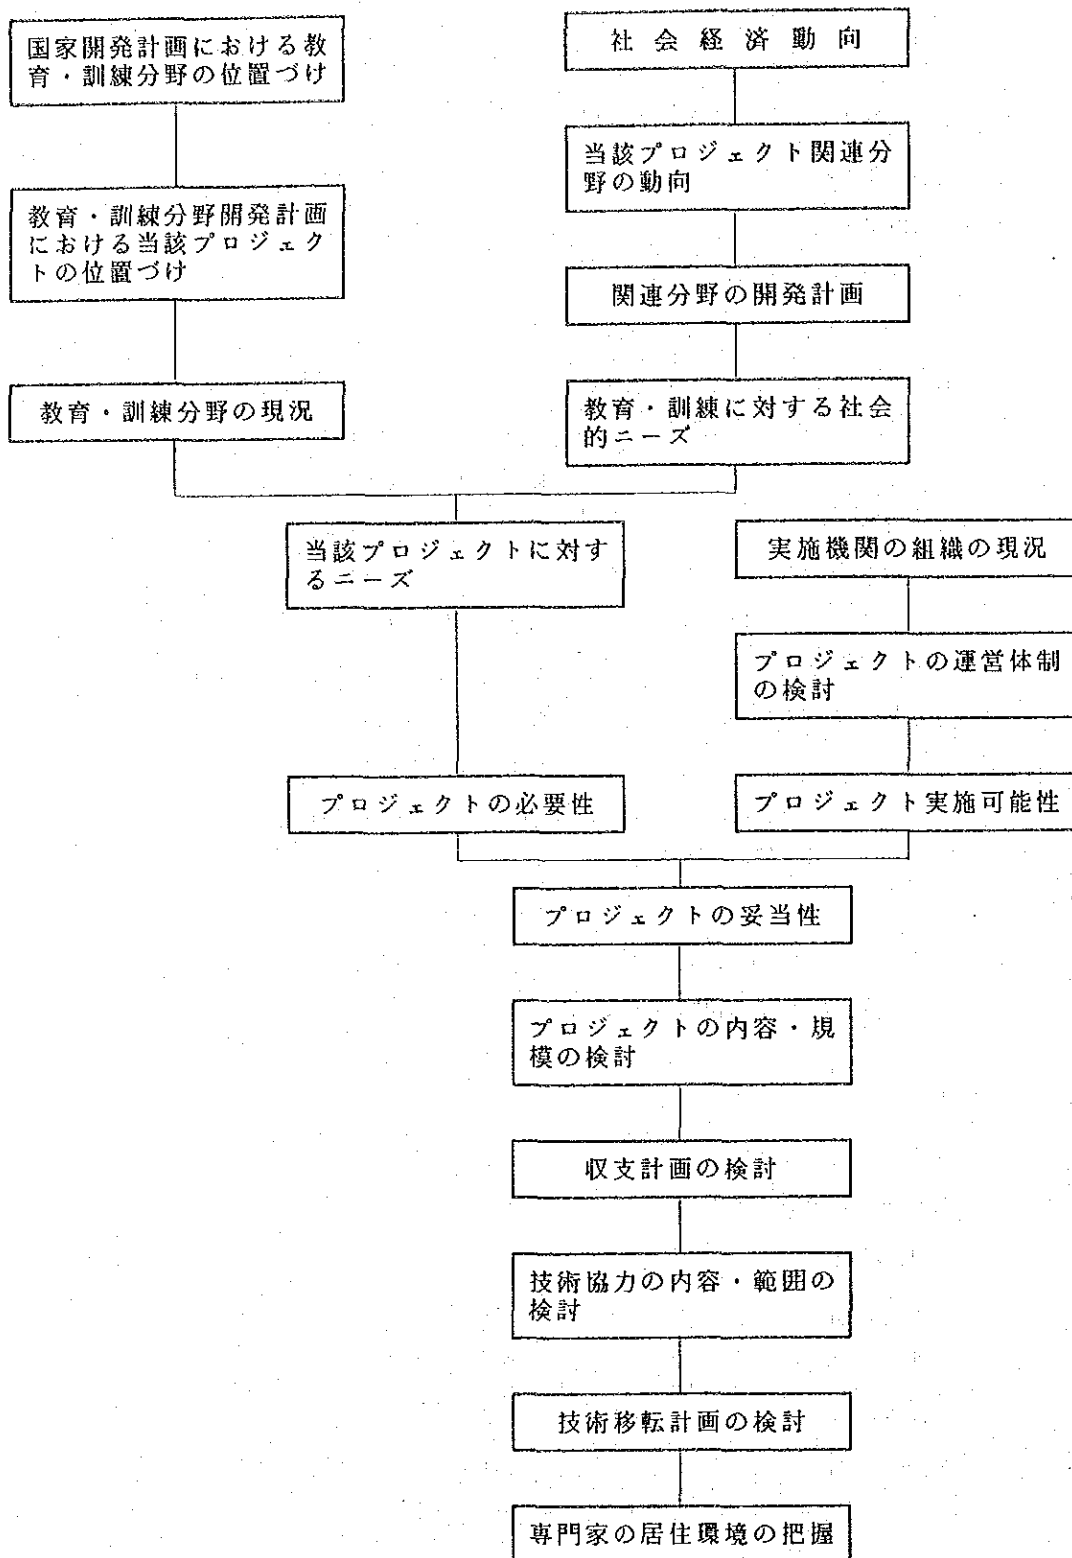 国家開発計画における教
育・訓練分野の位置づけ
社会経済動向
当該プロジェクト関連分
野の動向
教育・訓練分野開発計画
における当該プロジェク
トの位置づけ
関連分野の開発計画
教育・訓練分野の現況
教育・訓練に対する社会
的ニーズ
当該プロジェクトに対す
るニーズ
実施機関の組織の現況
プロジェクトの運営体制
の検討
プロジェクトの必要性
プロジェクト実施可能性
プロジェクトの妥当性
プロジェクトの内容・規
模の検討
収支計画の検討
技術協力の内容・範囲の
検討
技術移転計画の検討
専門家の居住環境の把握